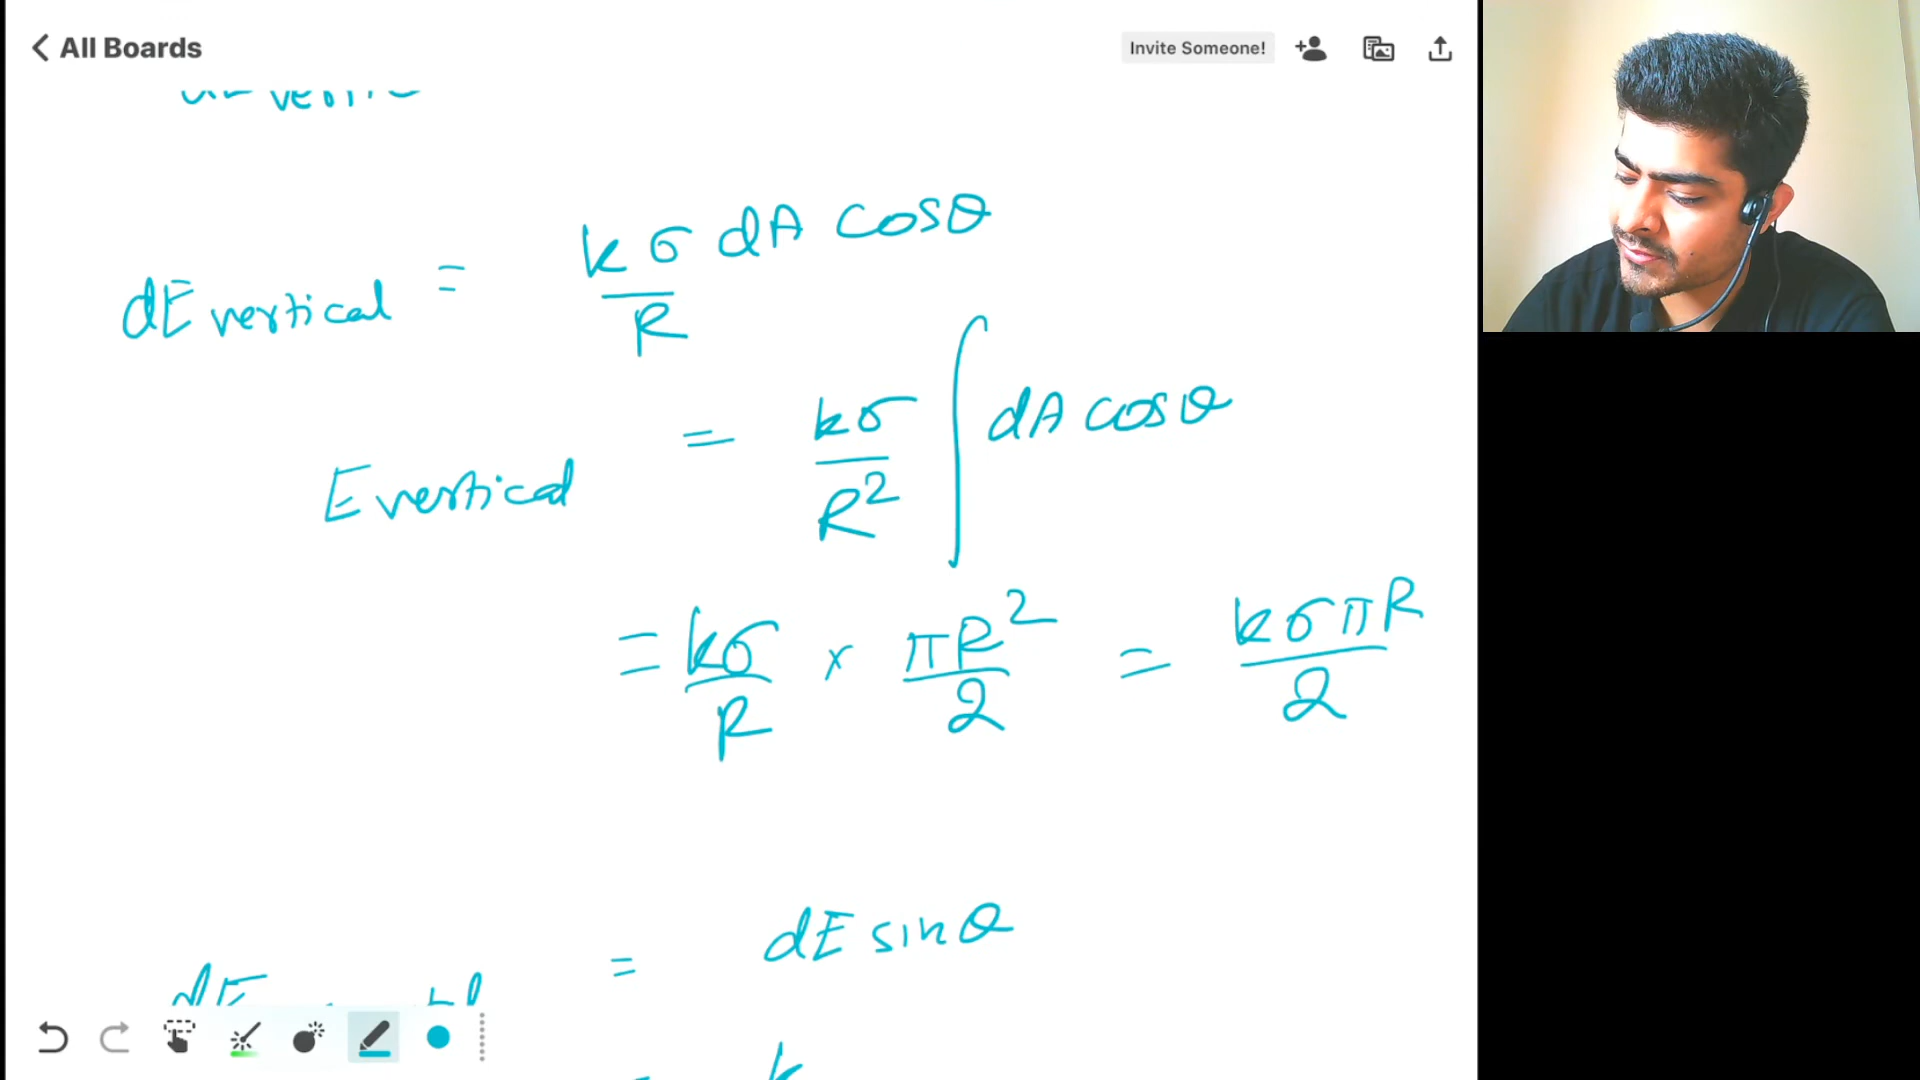 All Boards
Invite Someone!
dE vertical = kσ/R dA cosθ
E vertical = kσ/R² ∫ dA cosθ
= kσ/R × πR²/2 = kσπR/2
= dE sinθ
= k